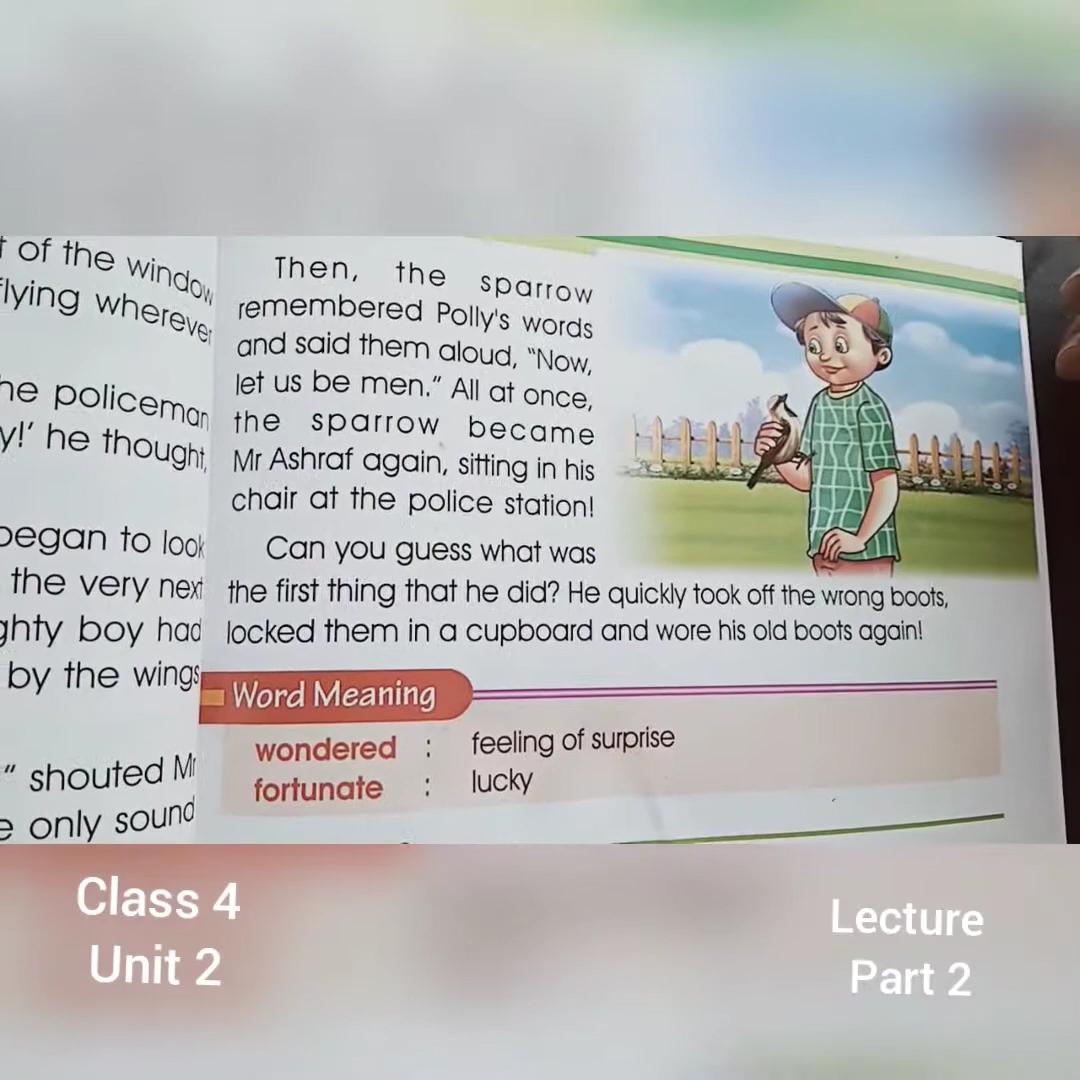 of the window
flying wherever
he policeman
y!' he thought,
began to look
the very next
ghty boy had
by the wings
" shouted Mr
e only sound
Then, the sparrow
remembered Polly's words
and said them aloud, "Now,
let us be men." All at once,
the sparrow became
Mr Ashraf again, sitting in his
chair at the police station!
Can you guess what was
the first thing that he did? He quickly took off the wrong boots,
locked them in a cupboard and wore his old boots again!
Word Meaning
wondered : feeling of surprise
fortunate : lucky
Class 4
Unit 2
Lecture
Part 2